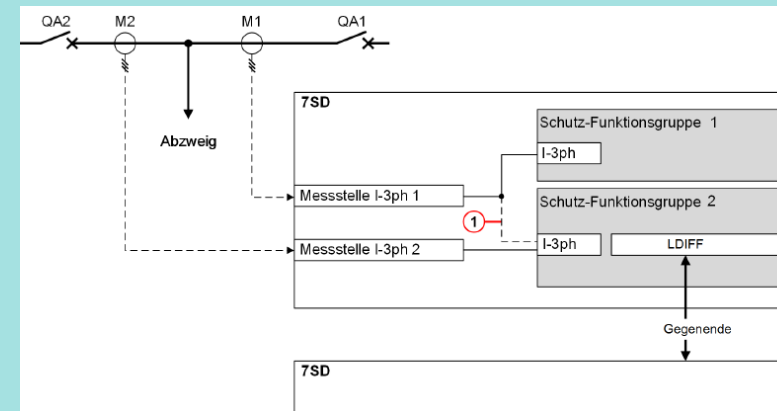 QA2
M2
M1
QA1
Abzweig
7SD
Schutz-Funktionsgruppe 1
I-3ph
Messstelle I-3ph 1
Schutz-Funktionsgruppe 2
1
Messstelle I-3ph 2
I-3ph
LDIFF
Gegenende
7SD